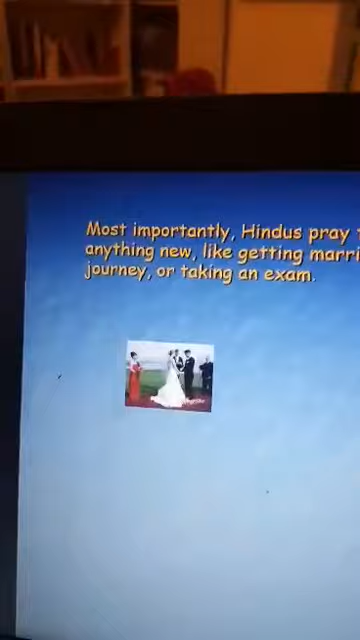 Most importantly, Hindus pray
anything new, like getting marri
journey, or taking an exam.